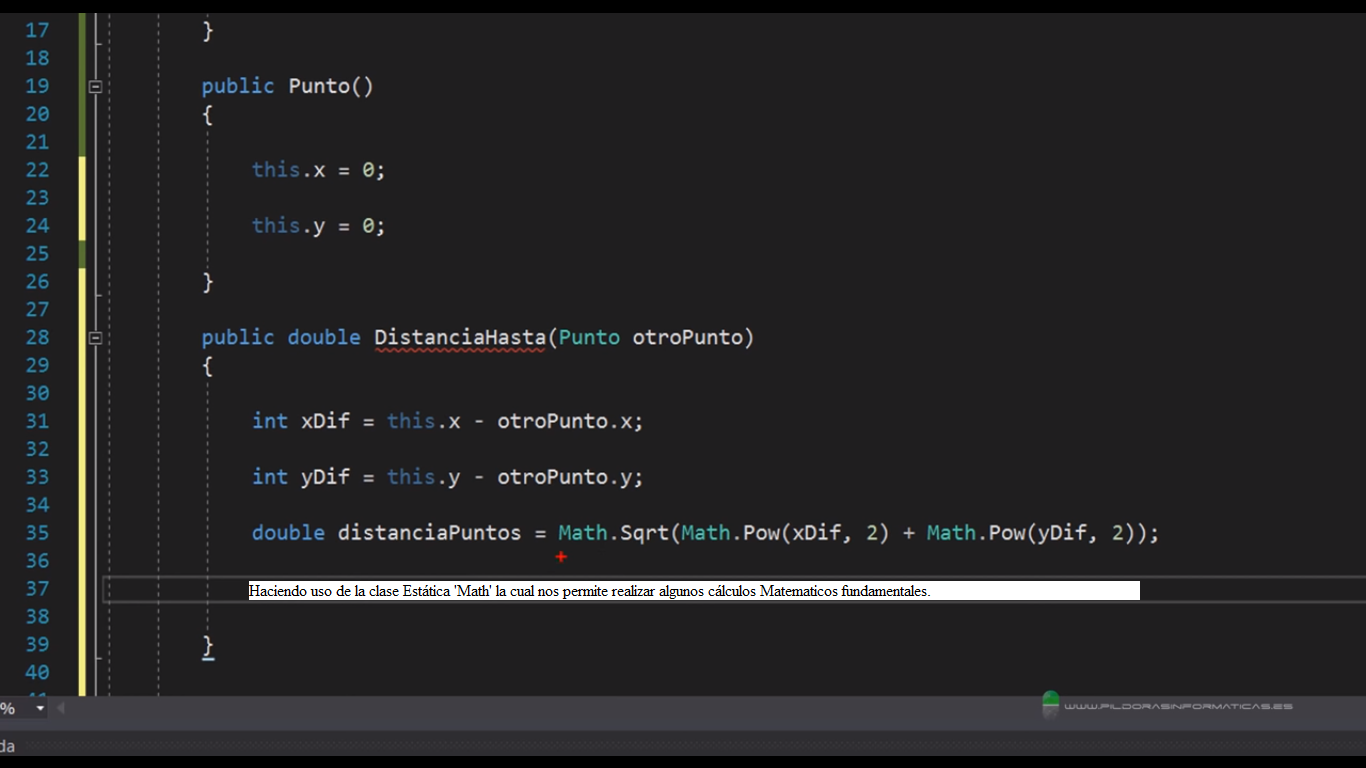 17 }
18
19 public Punto()
20 {
21
22 this.x = 0;
23
24 this.y = 0;
25
26 }
27
28 public double DistanciaHasta(Punto otroPunto)
29 {
30
31 int xDif = this.x - otroPunto.x;
32
33 int yDif = this.y - otroPunto.y;
34
35 double distanciaPuntos = Math.Sqrt(Math.Pow(xDif, 2) + Math.Pow(yDif, 2));
36
37 Haciendo uso de la clase Estática 'Math' la cual nos permite realizar algunos cálculos Matematicos fundamentales.
38
39 }
40
%
WWW.PILDORASINFORMATICAS.ES
da